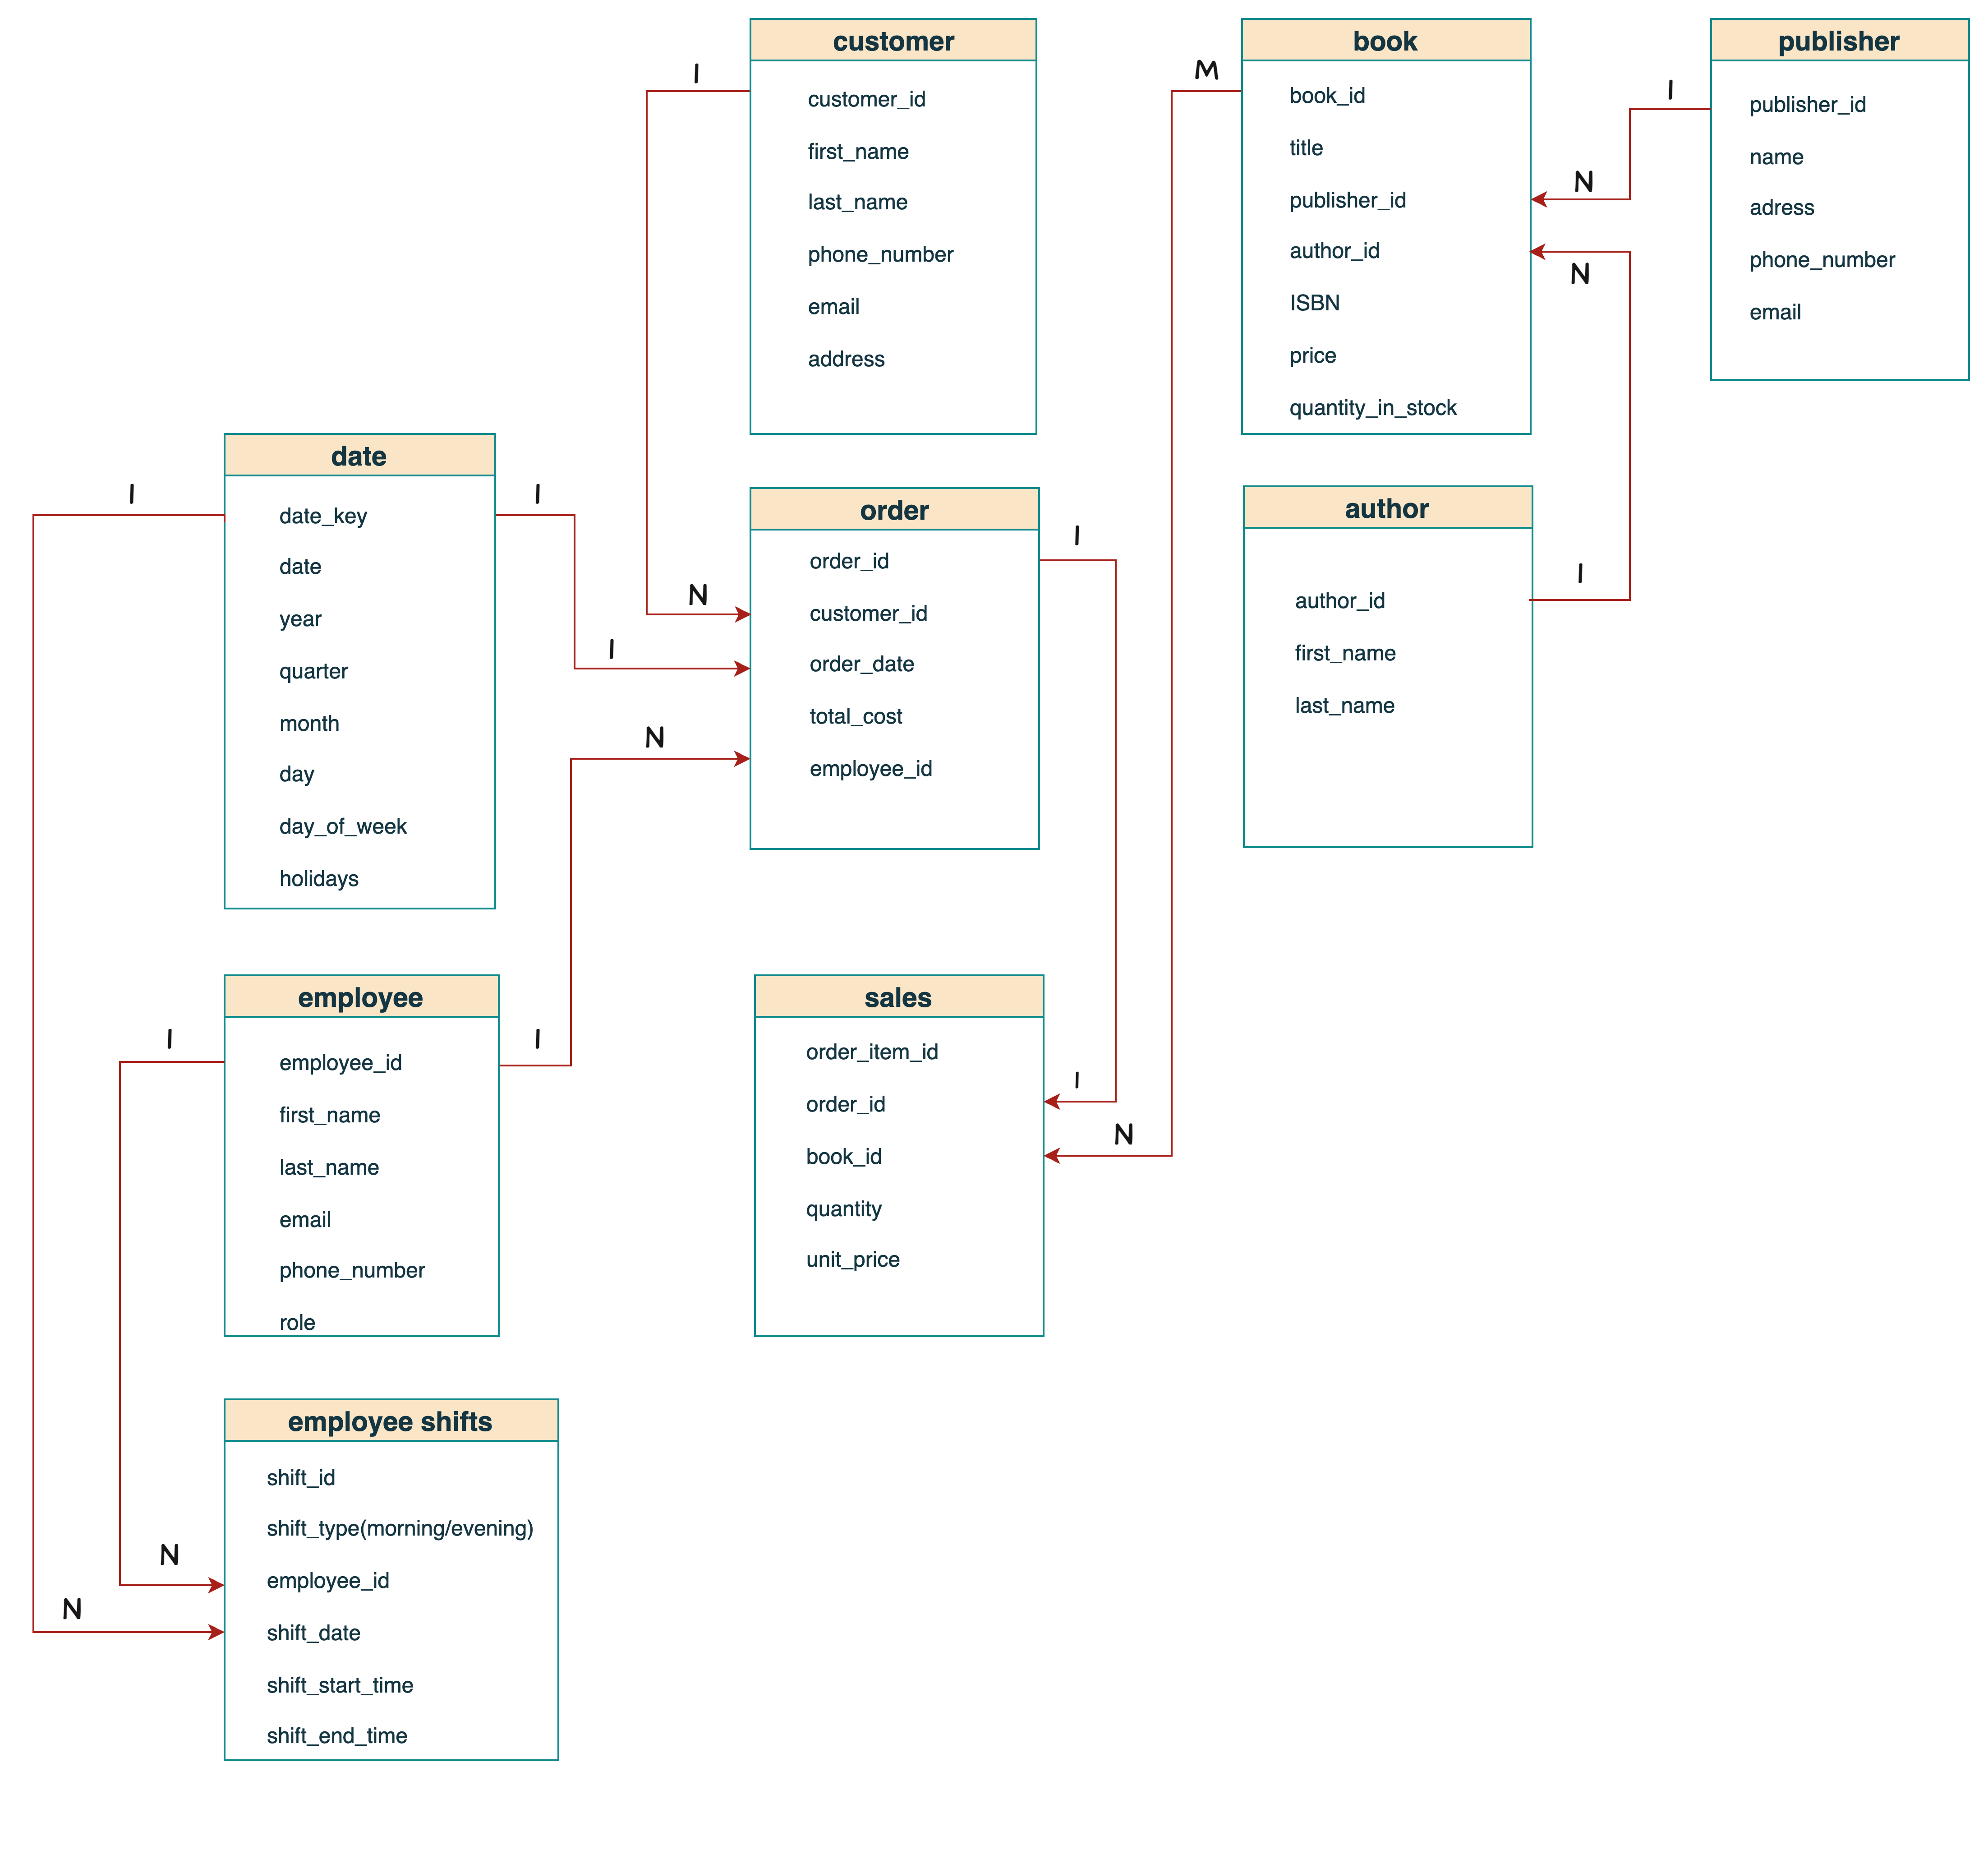 customer
customer_id
first_name
last_name
phone_number
email
address
book
book_id
title
publisher_id
author_id
ISBN
price
quantity_in_stock
publisher
publisher_id
name
adress
phone_number
email
date
date_key
date
year
quarter
month
day
day_of_week
holidays
order
order_id
customer_id
order_date
total_cost
employee_id
author
author_id
first_name
last_name
employee
employee_id
first_name
last_name
email
phone_number
role
sales
order_item_id
order_id
book_id
quantity
unit_price
employee shifts
shift_id
shift_type(morning/evening)
employee_id
shift_date
shift_start_time
shift_end_time
I
N
M
N
I
N
I
N
I
I
I
N
I
N
I
I
I
N